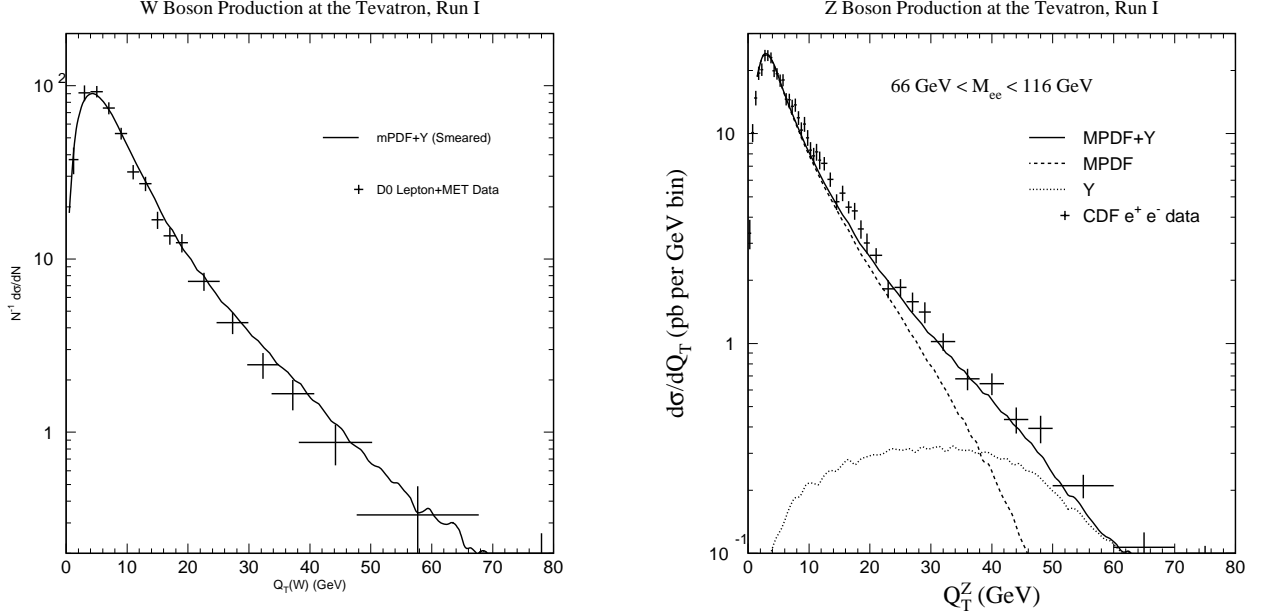 W Boson Production at the Tevatron, Run I
10 2
10
1
N-1 dσ/dN
mPDF+Y (Smeared)
D0 Lepton+MET Data
0 10 20 30 40 50 60 70 80
QT(W) (GeV)
Z Boson Production at the Tevatron, Run I
10
1
10 -1
dσ/dQT (pb per GeV bin)
66 GeV < Mee < 116 GeV
MPDF+Y
MPDF
Y
CDF e+ e- data
0 10 20 30 40 50 60 70 80
QTZ (GeV)